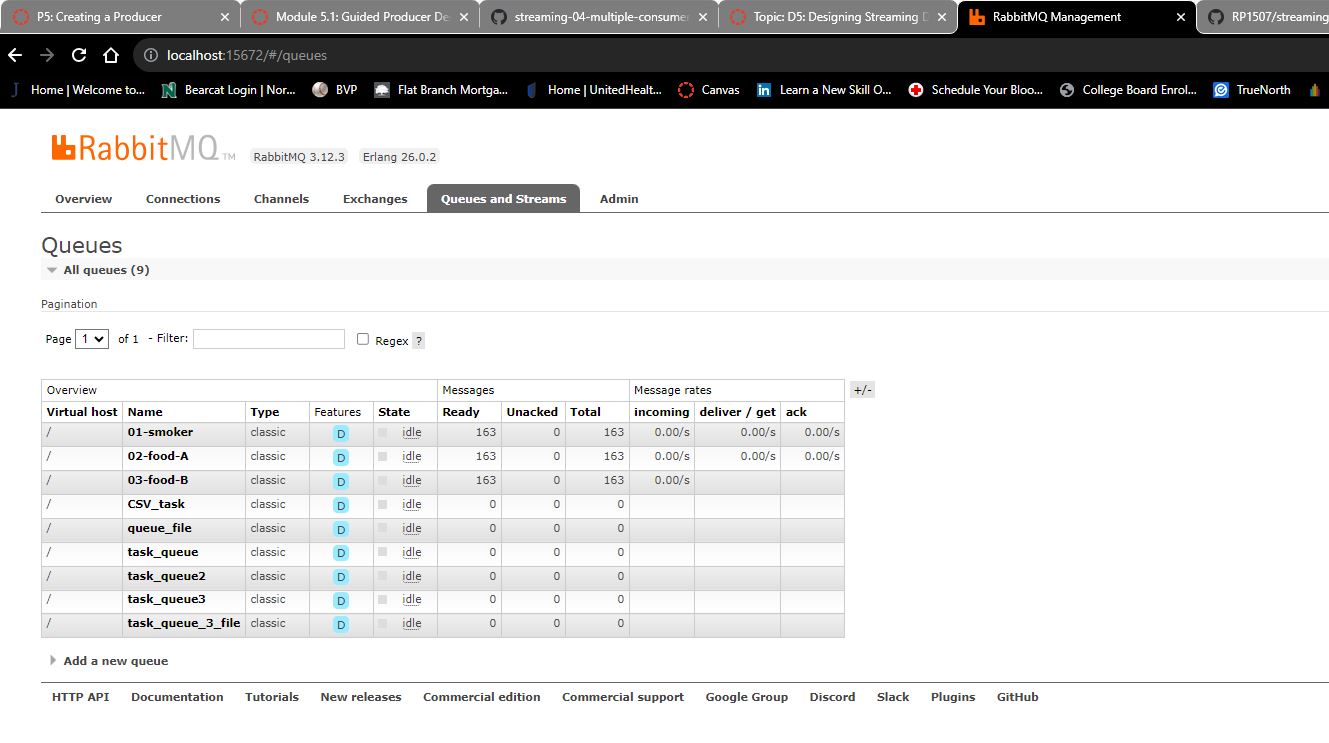 P5: Creating a Producer
Module 5.1: Guided Producer De
streaming-04-multiple-consumer
Topic: D5: Designing Streaming D
RabbitMQ Management
RP1507/streaming
localhost:15672/#/queues
Home | Welcome to...
Bearcat Login | Nor...
BVP
Flat Branch Mortga...
Home | UnitedHealt...
Canvas
Learn a New Skill O...
Schedule Your Bloo...
College Board Enrol...
TrueNorth
RabbitMQ TM
RabbitMQ 3.12.3 Erlang 26.0.2
Overview Connections Channels Exchanges Queues and Streams Admin
Queues
All queues (9)
Pagination
Page 1 of 1 - Filter: Regex ?
Overview Messages Message rates +/-
Virtual host Name Type Features State Ready Unacked Total incoming deliver / get ack
/ 01-smoker classic D idle 163 0 163 0.00/s 0.00/s 0.00/s
/ 02-food-A classic D idle 163 0 163 0.00/s 0.00/s 0.00/s
/ 03-food-B classic D idle 163 0 163 0.00/s
/ CSV_task classic D idle 0 0 0
/ queue_file classic D idle 0 0 0
/ task_queue classic D idle 0 0 0
/ task_queue2 classic D idle 0 0 0
/ task_queue3 classic D idle 0 0 0
/ task_queue_3_file classic D idle 0 0 0
Add a new queue
HTTP API Documentation Tutorials New releases Commercial edition Commercial support Google Group Discord Slack Plugins GitHub